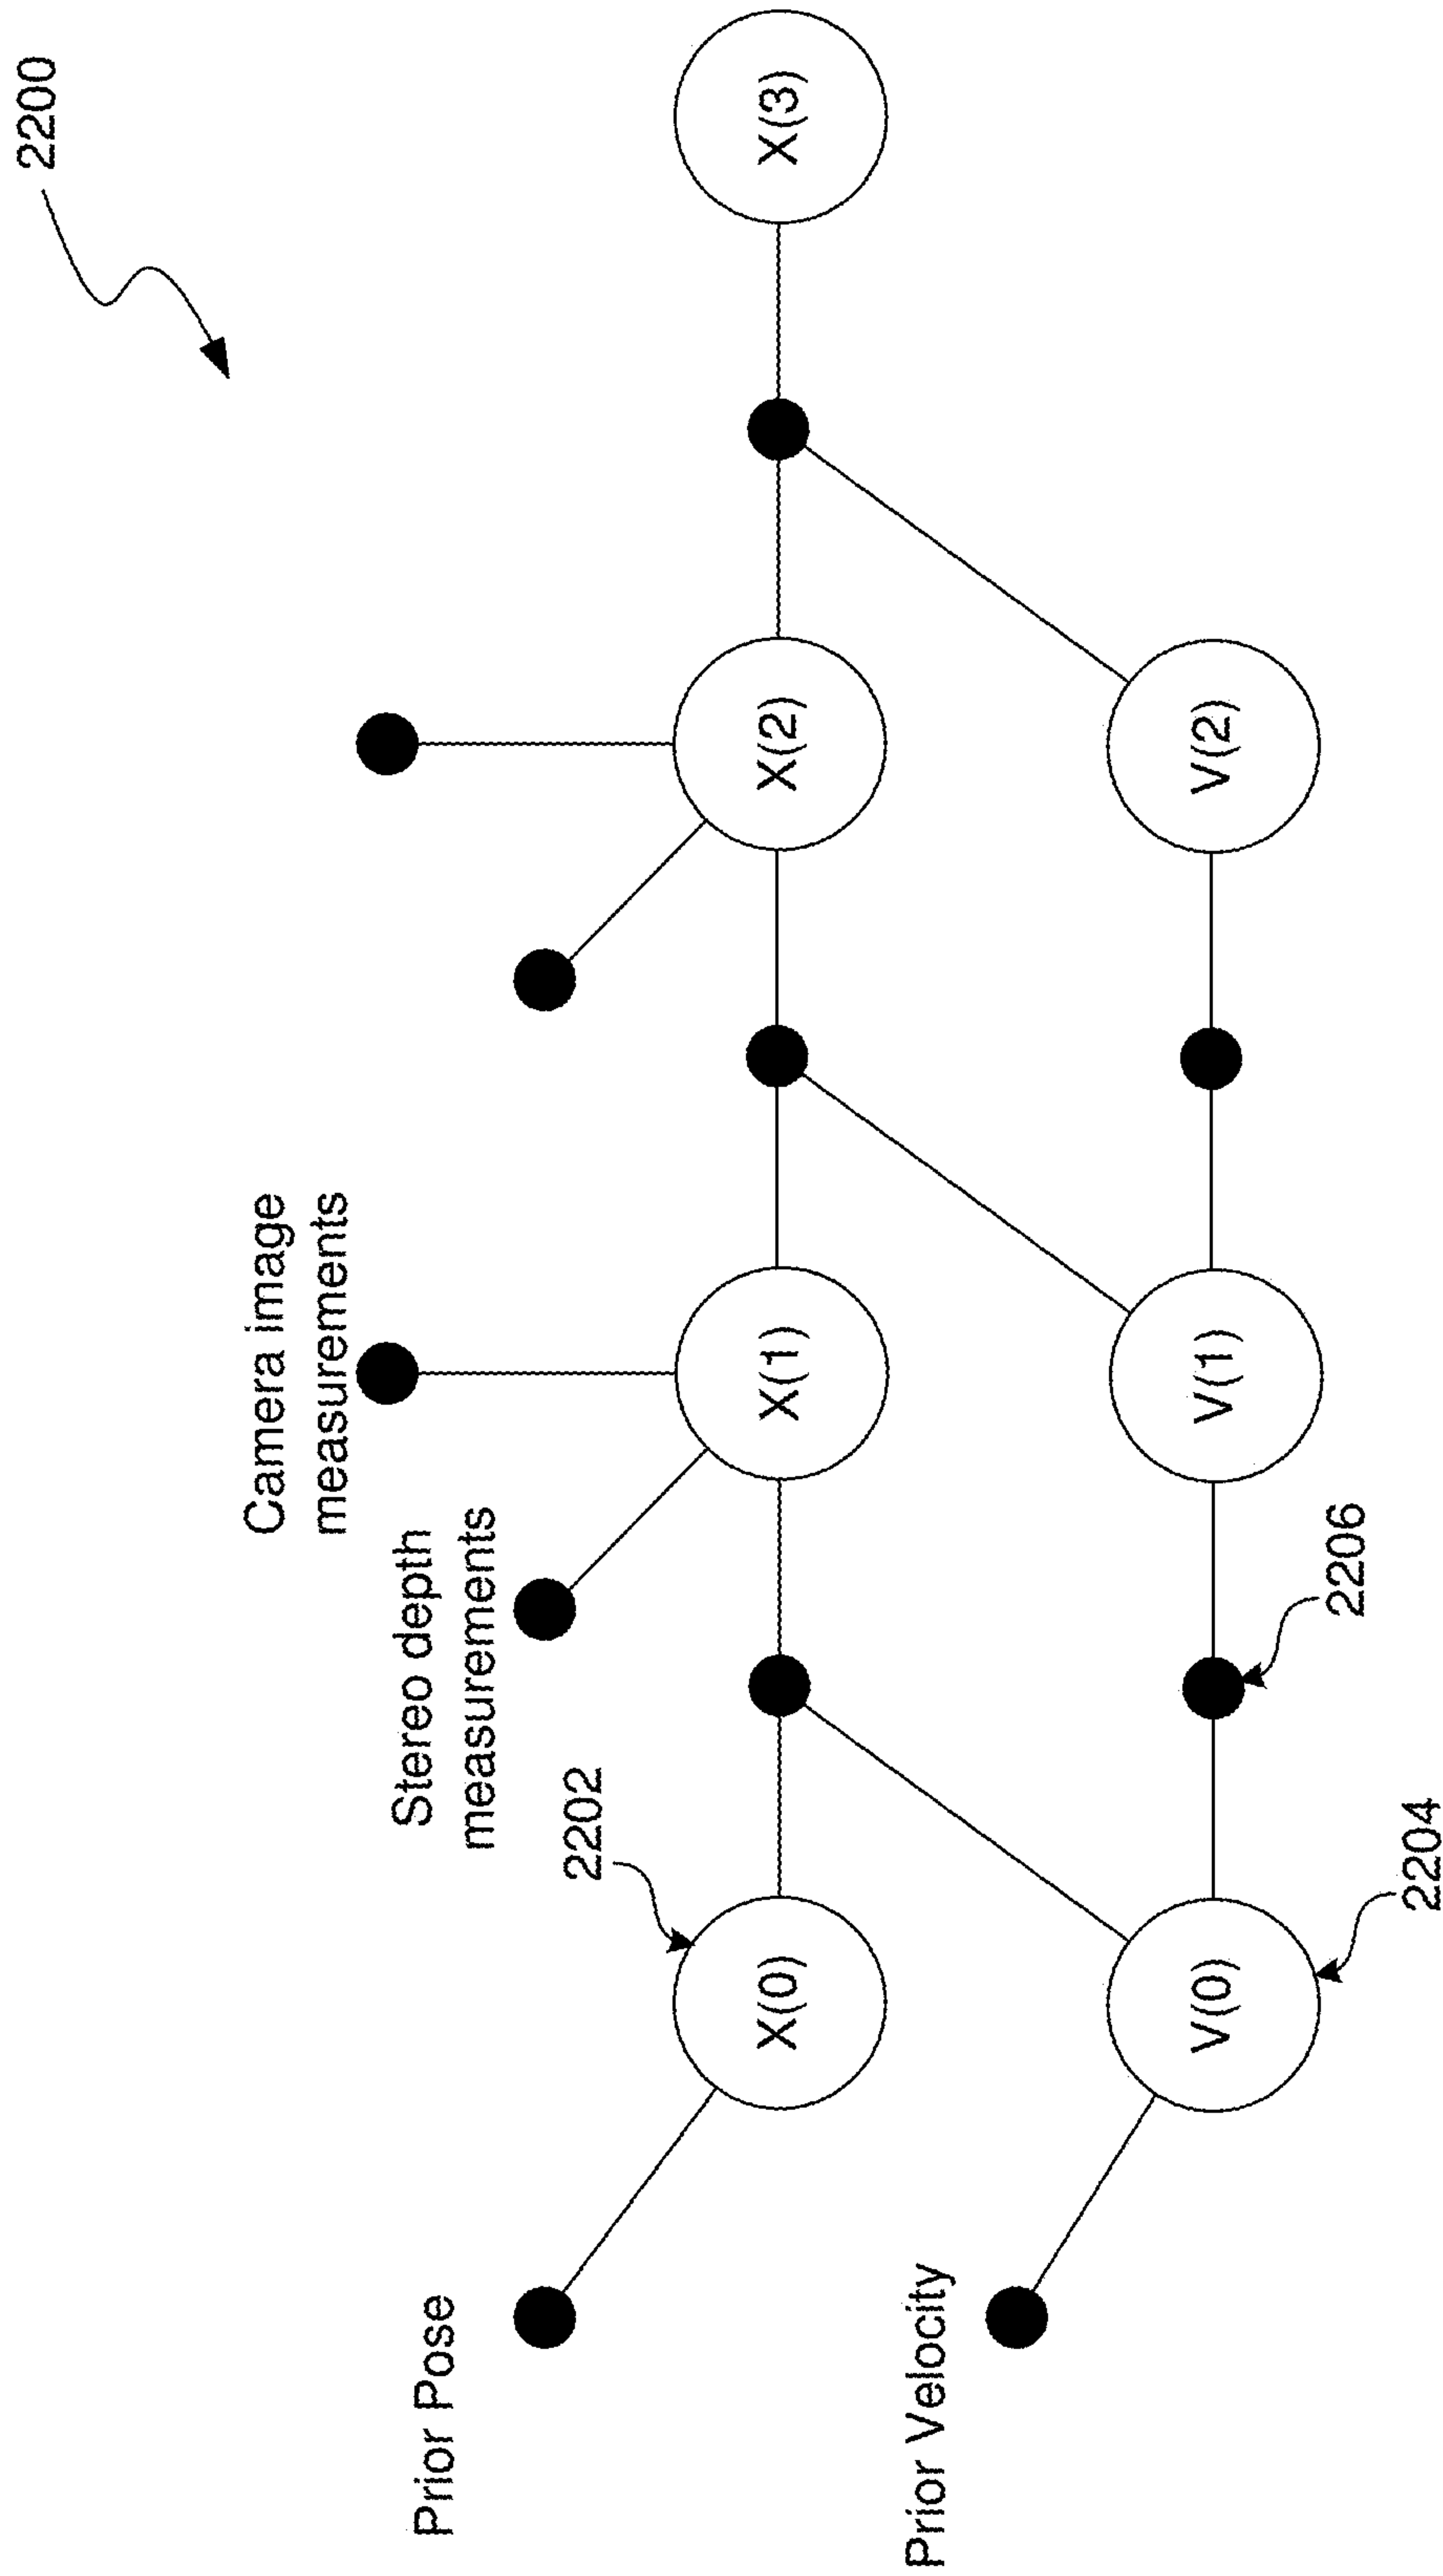 2200
Camera image
measurements
Stereo depth
measurements
Prior Pose
2202
X(0)
X(1)
X(2)
X(3)
Prior Velocity
V(0)
V(1)
V(2)
2206
2204